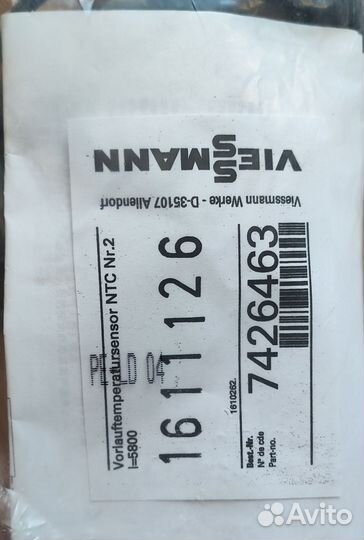 VIESSMANN
Viessmann Werke - D-35107 Allendorf
Vorlauftemperatursensor NTC Nr.2
l=5800
1611126
1610262.
Best.-Nr.
N° de cde
Part-no.
7426463
Avito